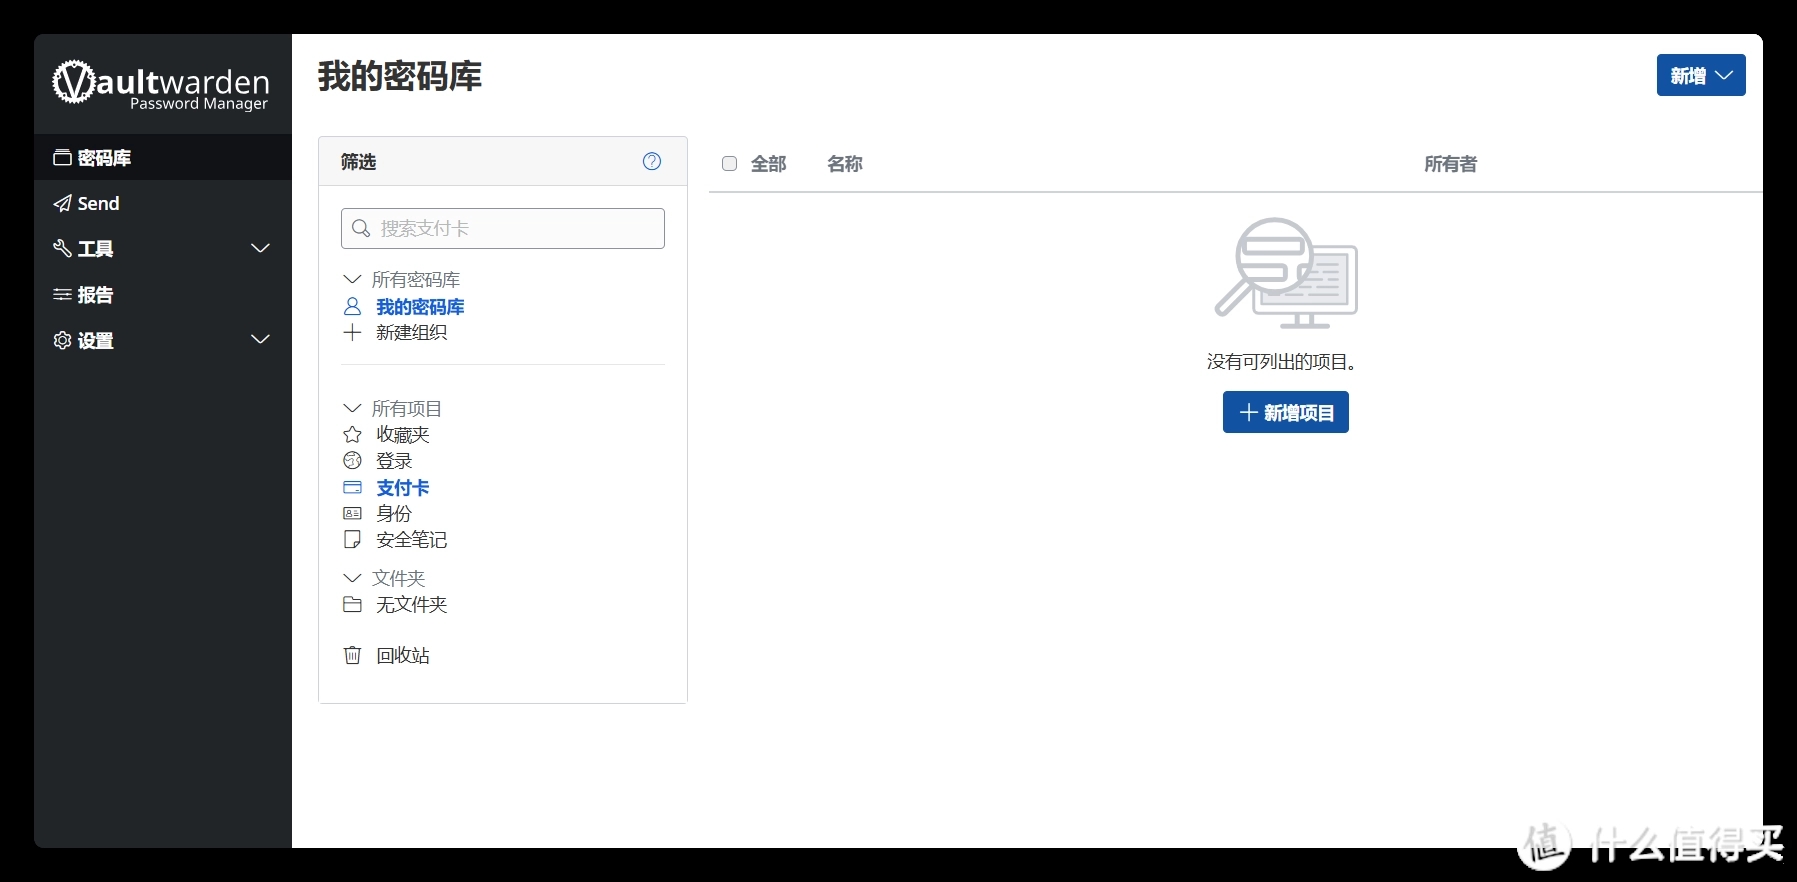 Vaultwarden
Password Manager
密码库
Send
工具
报告
设置
我的密码库
新增
筛选
搜索支付卡
所有密码库
我的密码库
新建组织
所有项目
收藏夹
登录
支付卡
身份
安全笔记
文件夹
无文件夹
回收站
全部 名称 所有者
没有可列出的项目。
新增项目
值 什么值得买